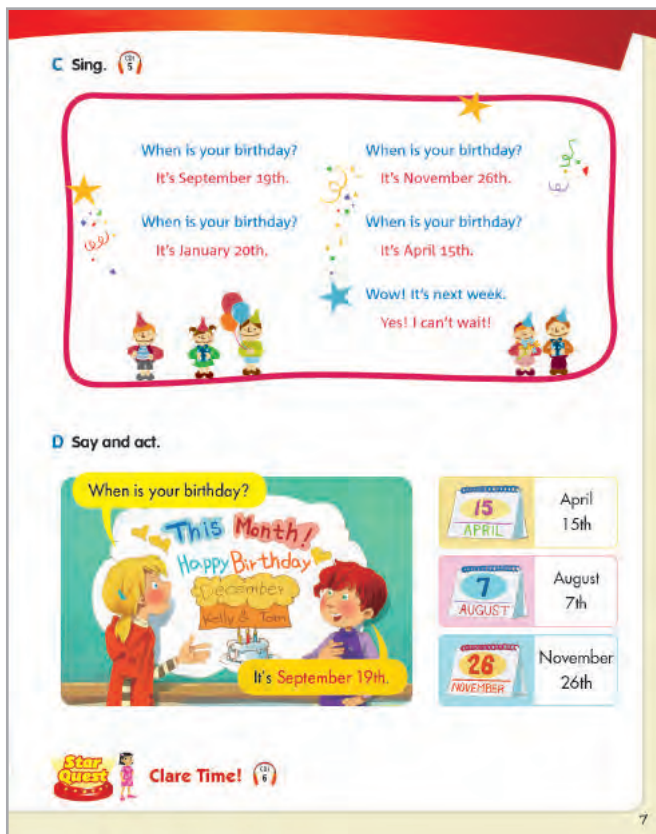 C Sing.
CD1
5
When is your birthday?
It's September 19th.
When is your birthday?
It's January 20th.
When is your birthday?
It's November 26th.
When is your birthday?
It's April 15th.
Wow! It's next week.
Yes! I can't wait!
D Say and act.
When is your birthday?
This Month!
Happy Birthday
December
Kelly & Tom
It's September 19th.
15
APRIL
April
15th
7
AUGUST
August
7th
26
NOVEMBER
November
26th
Star
Quest
Clare Time!
CD1
6
7